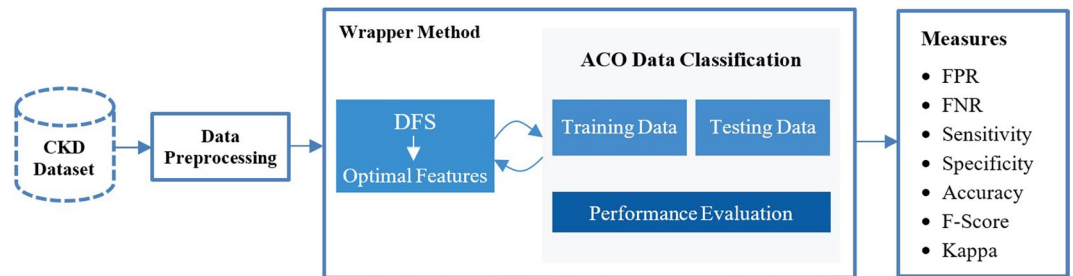 CKD
Dataset
Data
Preprocessing
Wrapper Method
DFS
Optimal Features
ACO Data Classification
Training Data
Testing Data
Performance Evaluation
Measures
• FPR
• FNR
• Sensitivity
• Specificity
• Accuracy
• F-Score
• Kappa